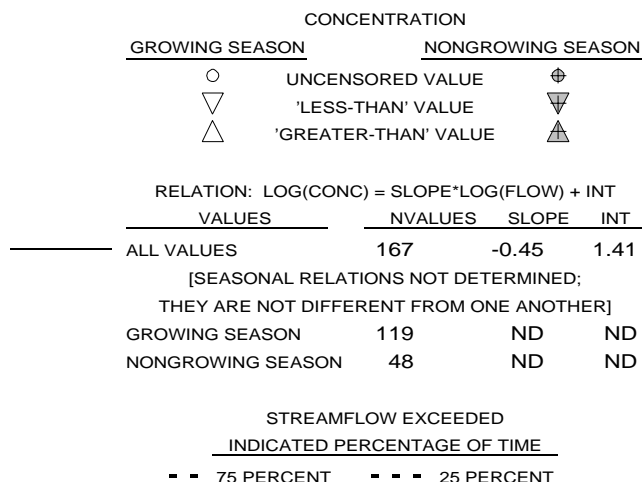 CONCENTRATION
GROWING SEASON NONGROWING SEASON
UNCENSORED VALUE
'LESS-THAN' VALUE
'GREATER-THAN' VALUE
RELATION: LOG(CONC) = SLOPE*LOG(FLOW) + INT
VALUES NVALUES SLOPE INT
ALL VALUES 167 -0.45 1.41
[SEASONAL RELATIONS NOT DETERMINED;
THEY ARE NOT DIFFERENT FROM ONE ANOTHER]
GROWING SEASON 119 ND ND
NONGROWING SEASON 48 ND ND
STREAMFLOW EXCEEDED
INDICATED PERCENTAGE OF TIME
75 PERCENT 25 PERCENT